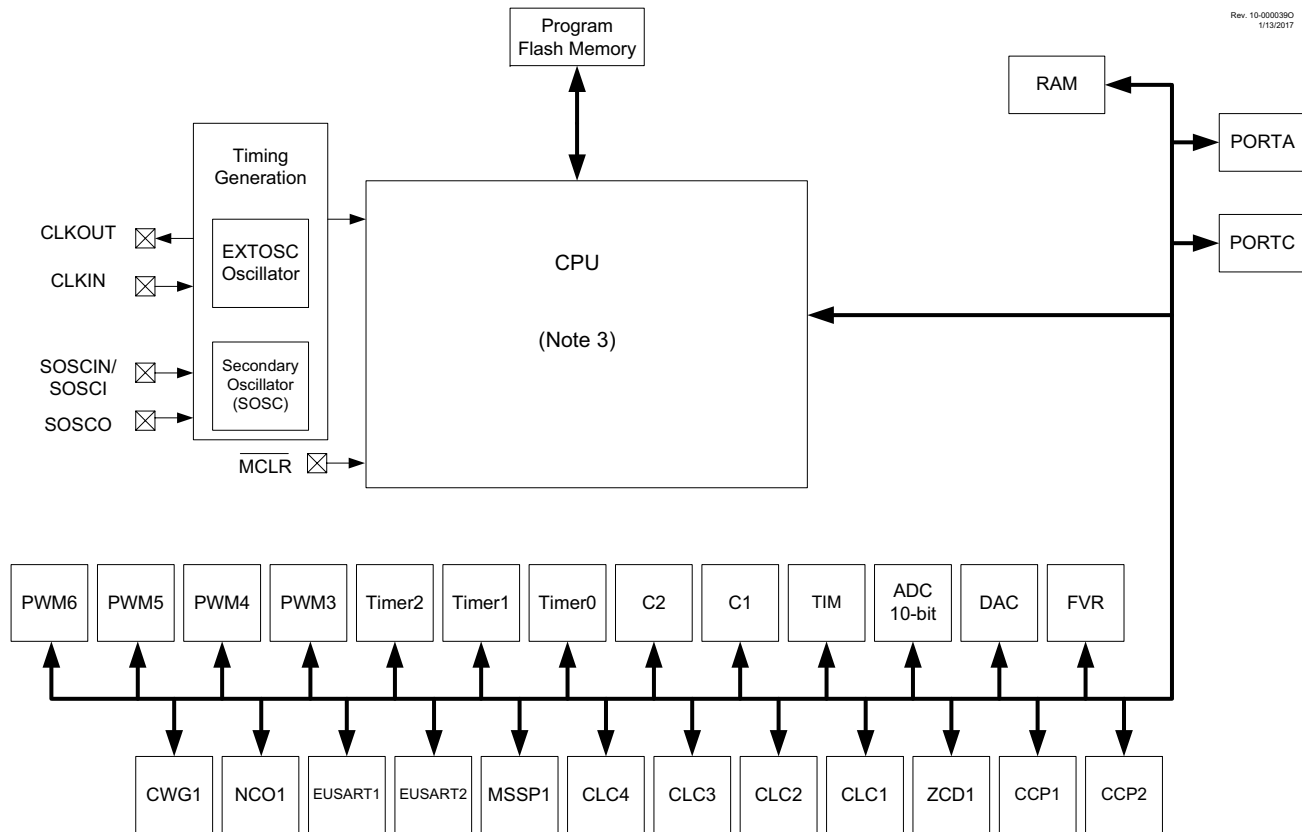 Rev. 10-000039O
1/13/2017
Program
Flash Memory
RAM
PORTA
PORTC
Timing
Generation
EXTOSC
Oscillator
Secondary
Oscillator
(SOSC)
CLKOUT
CLKIN
SOSCIN/
SOSCI
SOSCO
MCLR
CPU
(Note 3)
PWM6
PWM5
PWM4
PWM3
Timer2
Timer1
Timer0
C2
C1
TIM
ADC
10-bit
DAC
FVR
CWG1
NCO1
EUSART1
EUSART2
MSSP1
CLC4
CLC3
CLC2
CLC1
ZCD1
CCP1
CCP2